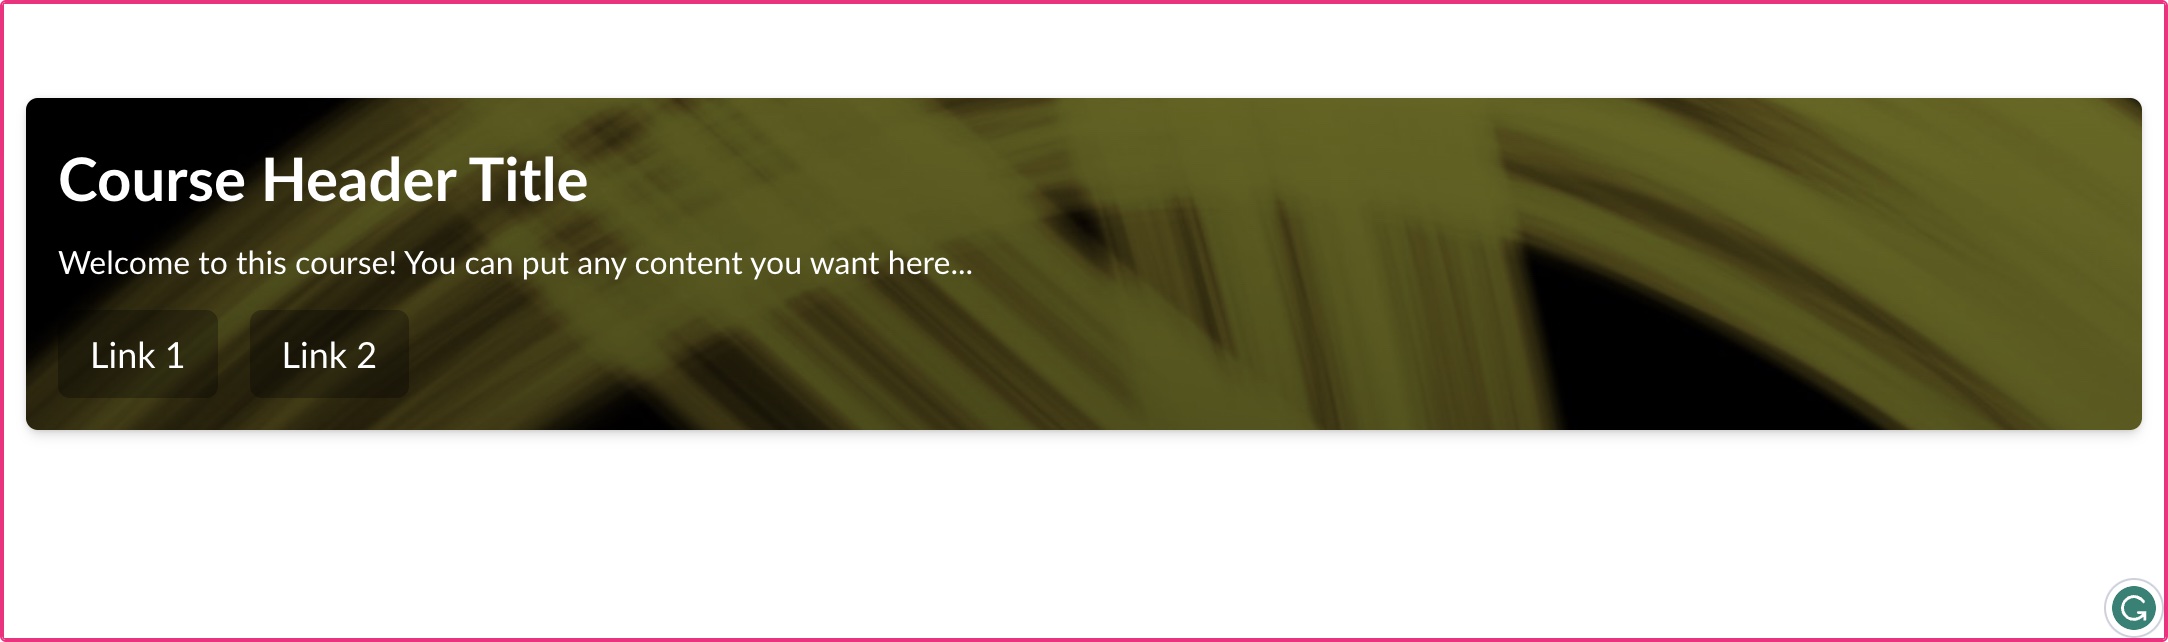 Course Header Title
Welcome to this course! You can put any content you want here...
Link 1
Link 2